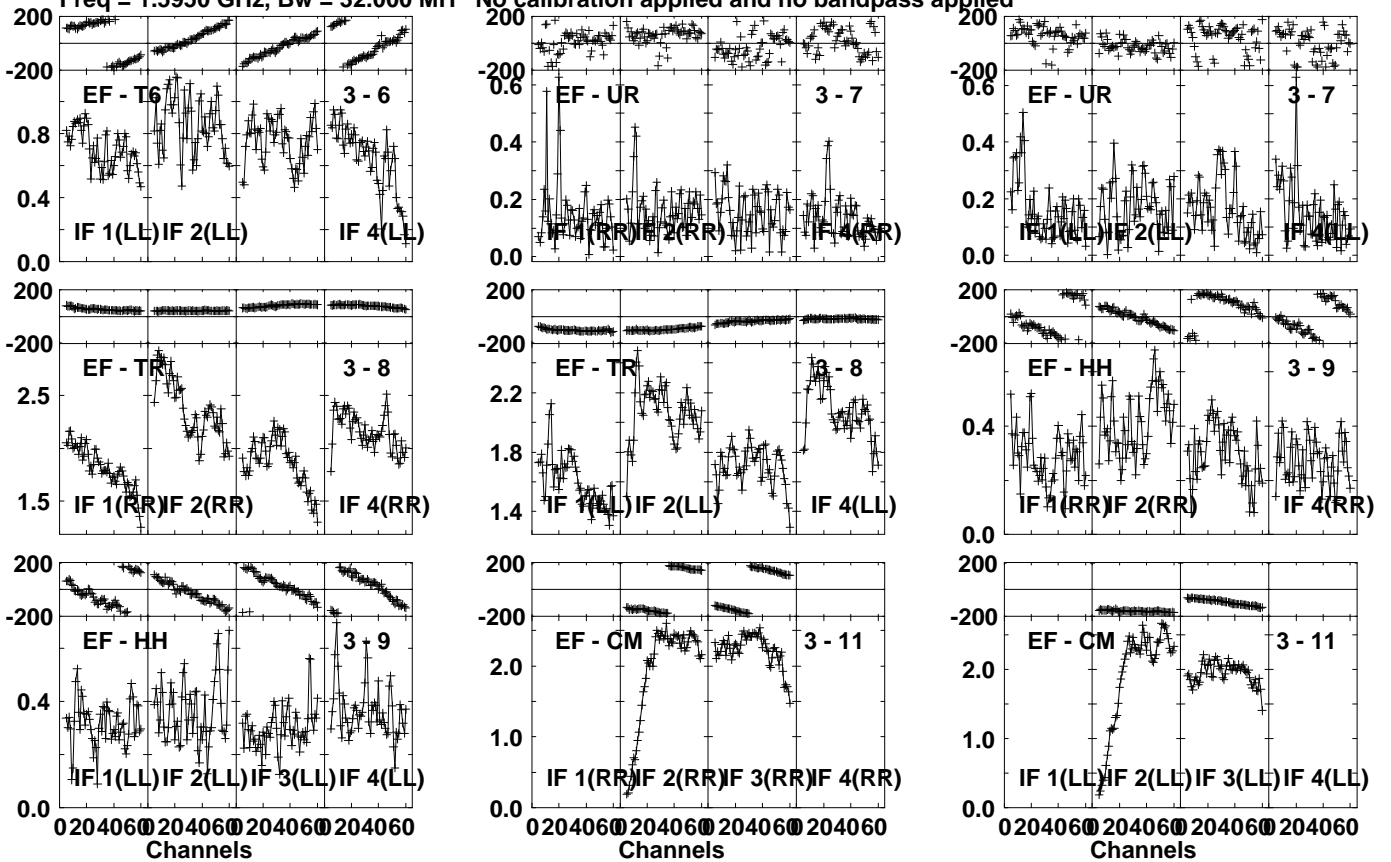 Freq = 1.5950 GHz, Bw = 32.000 MH No calibration applied and no bandpass applied
200
-200
EF - T6 3 - 6
0.8
0.4
0.0
IF 1(LL) IF 2(LL) IF 4(LL)
200
-200
0.6
EF - UR 3 - 7
0.4
0.2
0.0
IF 1(RR) IF 2(RR) IF 4(RR)
200
-200
0.6
EF - UR 3 - 7
0.4
0.2
0.0
IF 1(LL) IF 2(LL) IF 4(LL)
200
-200
EF - TR 3 - 8
2.5
1.5
IF 1(RR) IF 2(RR) IF 4(RR)
200
-200
EF - TR 3 - 8
2.2
1.8
1.4
IF 1(LL) IF 2(LL) IF 4(LL)
200
-200
EF - HH 3 - 9
0.4
0.0
IF 1(RR) IF 2(RR) IF 4(RR)
200
-200
EF - HH 3 - 9
0.4
0.0
IF 1(LL) IF 2(LL) IF 3(LL) IF 4(LL)
0 20 40 60 0 20 40 60 0 20 40 60 0 20 40 60
Channels
200
-200
EF - CM 3 - 11
2.0
1.0
0.0
IF 1(RR) IF 2(RR) IF 3(RR) IF 4(RR)
0 20 40 60 0 20 40 60 0 20 40 60 0 20 40 60
Channels
200
-200
EF - CM 3 - 11
2.0
1.0
0.0
IF 1(LL) IF 2(LL) IF 3(LL) IF 4(LL)
0 20 40 60 0 20 40 60 0 20 40 60 0 20 40 60
Channels